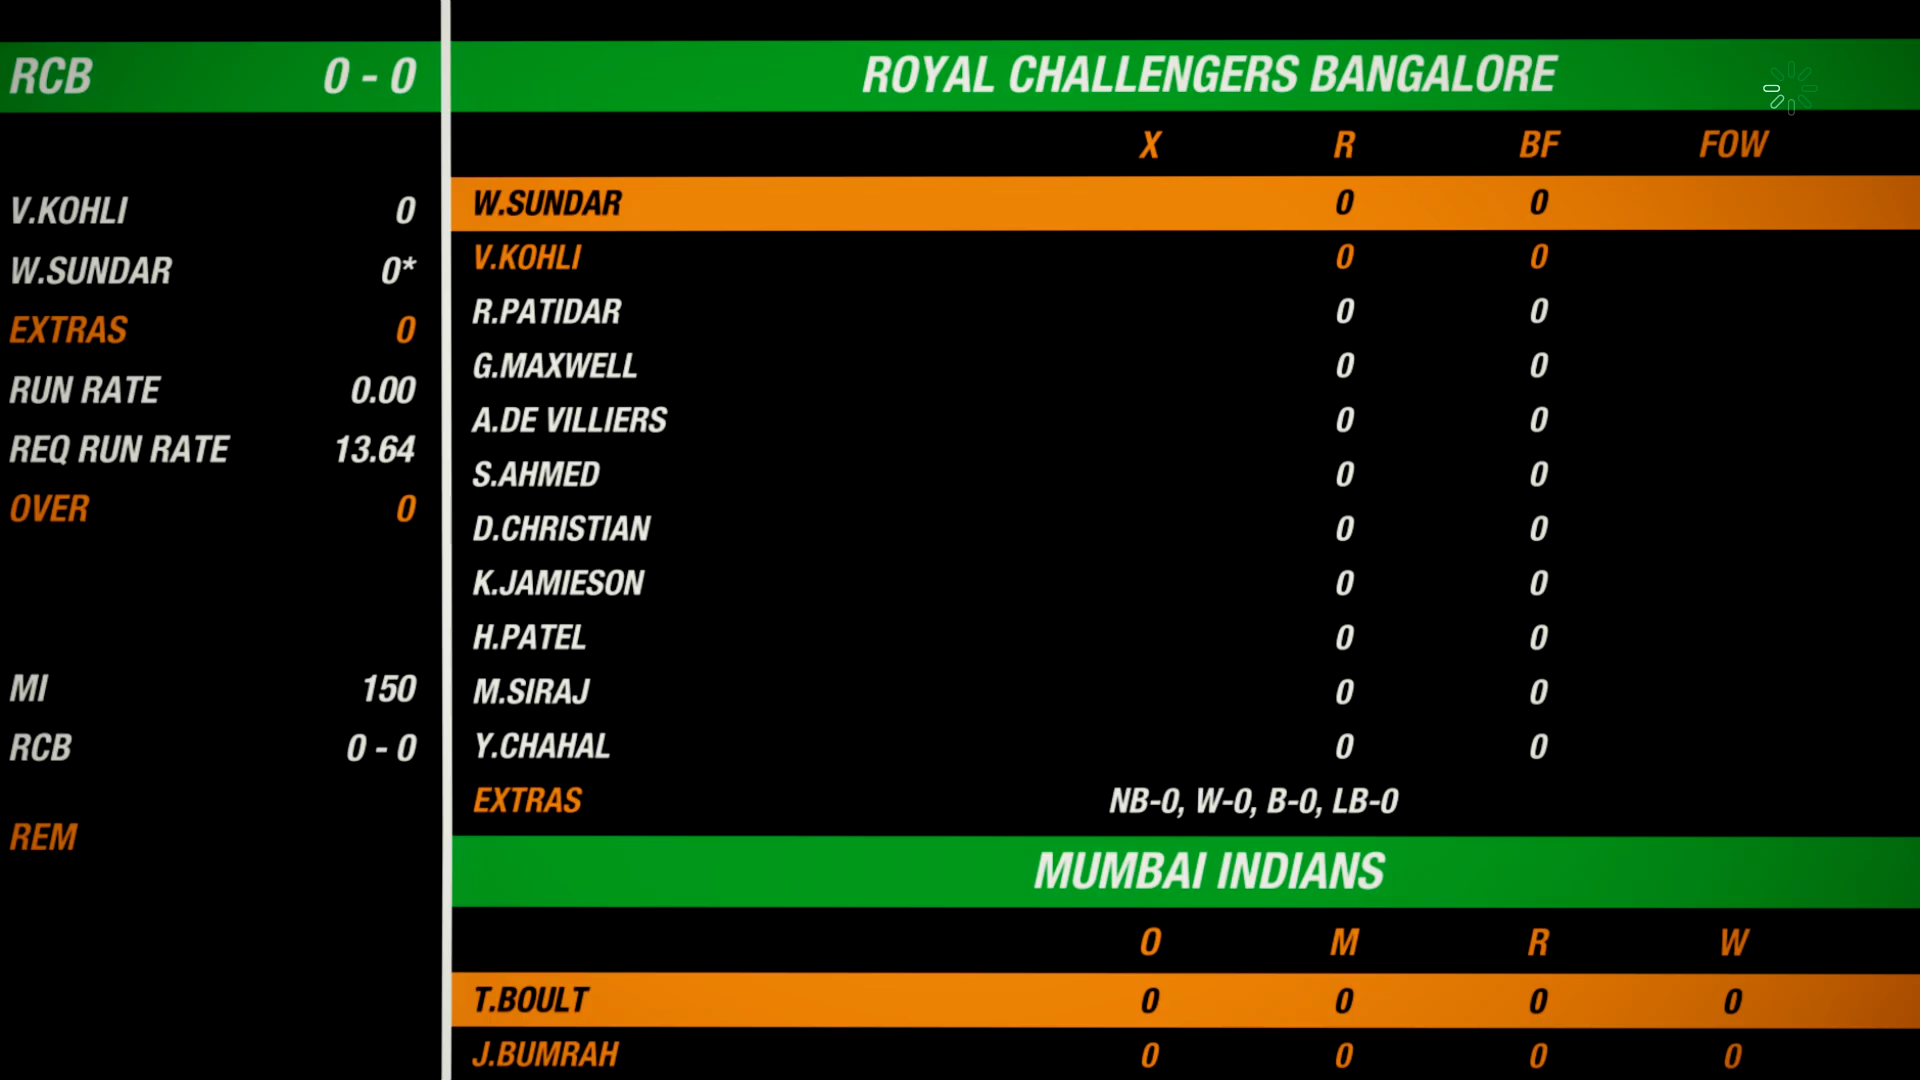 RCB 0 - 0
V.KOHLI 0
W.SUNDAR 0*
EXTRAS 0
RUN RATE 0.00
REQ RUN RATE 13.64
OVER 0
MI 150
RCB 0 - 0
REM
ROYAL CHALLENGERS BANGALORE
X R BF FOW
W.SUNDAR 0 0
V.KOHLI 0 0
R.PATIDAR 0 0
G.MAXWELL 0 0
A.DE VILLIERS 0 0
S.AHMED 0 0
D.CHRISTIAN 0 0
K.JAMIESON 0 0
H.PATEL 0 0
M.SIRAJ 0 0
Y.CHAHAL 0 0
EXTRAS NB-0, W-0, B-0, LB-0
MUMBAI INDIANS
O M R W
T.BOULT 0 0 0 0
J.BUMRAH 0 0 0 0